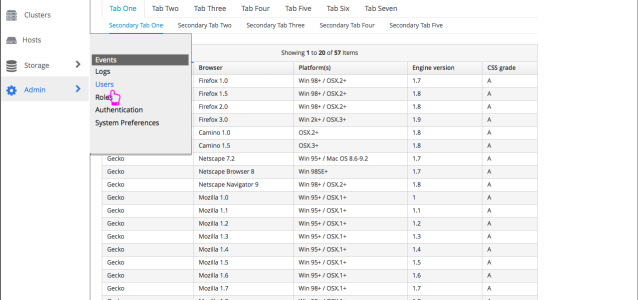 Clusters
Hosts
Storage
Admin
Tab One Tab Two Tab Three Tab Four Tab Five Tab Six Tab Seven
Secondary Tab One Secondary Tab Two Secondary Tab Three Secondary Tab Four Secondary Tab Five
Events
Logs
Users
Roles
Authentication
System Preferences
Showing 1 to 20 of 57 Items
Browser Platform(s) Engine version CSS grade
Firefox 1.0 Win 98+ / OSX.2+ 1.7 A
Firefox 1.5 Win 98+ / OSX.2+ 1.8 A
Firefox 2.0 Win 98+ / OSX.2+ 1.8 A
Firefox 3.0 Win 2k+ / OSX.3+ 1.9 A
Camino 1.0 OSX.2+ 1.8 A
Camino 1.5 OSX.3+ 1.8 A
Gecko Netscape 7.2 Win 95+ / Mac OS 8.6-9.2 1.7 A
Gecko Netscape Browser 8 Win 98SE+ 1.7 A
Gecko Netscape Navigator 9 Win 98+ / OSX.2+ 1.8 A
Gecko Mozilla 1.0 Win 95+ / OSX.1+ 1 A
Gecko Mozilla 1.1 Win 95+ / OSX.1+ 1.1 A
Gecko Mozilla 1.2 Win 95+ / OSX.1+ 1.2 A
Gecko Mozilla 1.3 Win 95+ / OSX.1+ 1.3 A
Gecko Mozilla 1.4 Win 95+ / OSX.1+ 1.4 A
Gecko Mozilla 1.5 Win 95+ / OSX.1+ 1.5 A
Gecko Mozilla 1.6 Win 95+ / OSX.1+ 1.6 A
Gecko Mozilla 1.7 Win 98+ / OSX.1+ 1.7 A